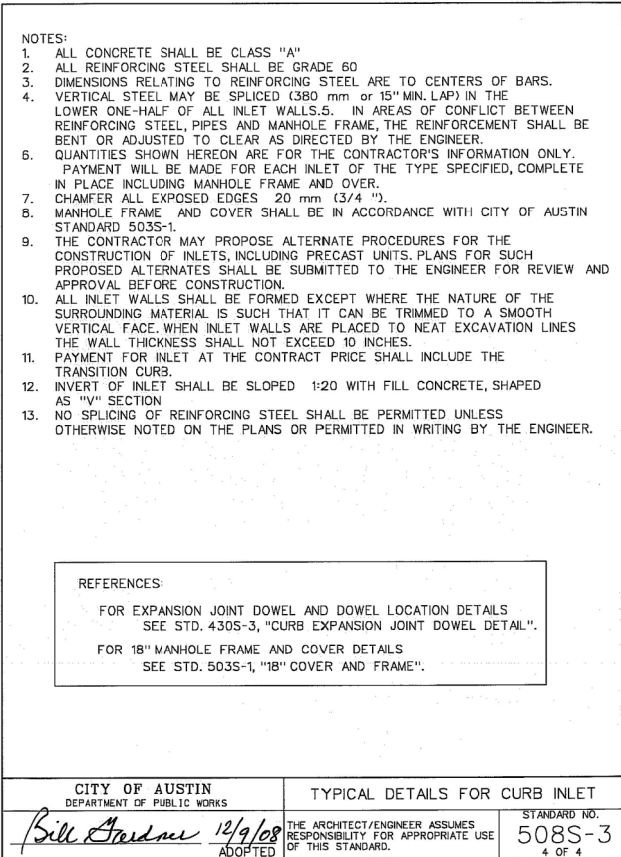 NOTES:
1. ALL CONCRETE SHALL BE CLASS "A"
2. ALL REINFORCING STEEL SHALL BE GRADE 60
3. DIMENSIONS RELATING TO REINFORCING STEEL ARE TO CENTERS OF BARS.
4. VERTICAL STEEL MAY BE SPLICED (380 mm or 15" MIN. LAP) IN THE
LOWER ONE-HALF OF ALL INLET WALLS.5. IN AREAS OF CONFLICT BETWEEN
REINFORCING STEEL, PIPES AND MANHOLE FRAME, THE REINFORCEMENT SHALL BE
BENT OR ADJUSTED TO CLEAR AS DIRECTED BY THE ENGINEER.
6. QUANTITIES SHOWN HEREON ARE FOR THE CONTRACTOR'S INFORMATION ONLY.
PAYMENT WILL BE MADE FOR EACH INLET OF THE TYPE SPECIFIED, COMPLETE
IN PLACE INCLUDING MANHOLE FRAME AND OVER.
7. CHAMFER ALL EXPOSED EDGES 20 mm (3/4 ").
8. MANHOLE FRAME AND COVER SHALL BE IN ACCORDANCE WITH CITY OF AUSTIN
STANDARD 503S-1.
9. THE CONTRACTOR MAY PROPOSE ALTERNATE PROCEDURES FOR THE
CONSTRUCTION OF INLETS, INCLUDING PRECAST UNITS. PLANS FOR SUCH
PROPOSED ALTERNATES SHALL BE SUBMITTED TO THE ENGINEER FOR REVIEW AND
APPROVAL BEFORE CONSTRUCTION.
10. ALL INLET WALLS SHALL BE FORMED EXCEPT WHERE THE NATURE OF THE
SURROUNDING MATERIAL IS SUCH THAT IT CAN BE TRIMMED TO A SMOOTH
VERTICAL FACE. WHEN INLET WALLS ARE PLACED TO NEAT EXCAVATION LINES
THE WALL THICKNESS SHALL NOT EXCEED 10 INCHES.
11. PAYMENT FOR INLET AT THE CONTRACT PRICE SHALL INCLUDE THE
TRANSITION CURB.
12. INVERT OF INLET SHALL BE SLOPED 1:20 WITH FILL CONCRETE, SHAPED
AS "V" SECTION
13. NO SPLICING OF REINFORCING STEEL SHALL BE PERMITTED UNLESS
OTHERWISE NOTED ON THE PLANS OR PERMITTED IN WRITING BY THE ENGINEER.
REFERENCES:
FOR EXPANSION JOINT DOWEL AND DOWEL LOCATION DETAILS
SEE STD. 430S-3, "CURB EXPANSION JOINT DOWEL DETAIL".
FOR 18" MANHOLE FRAME AND COVER DETAILS
SEE STD. 503S-1, "18" COVER AND FRAME".
CITY OF AUSTIN
DEPARTMENT OF PUBLIC WORKS
TYPICAL DETAILS FOR CURB INLET
Bill Gardner 12/9/08
ADOPTED
THE ARCHITECT/ENGINEER ASSUMES
RESPONSIBILITY FOR APPROPRIATE USE
OF THIS STANDARD.
STANDARD NO.
508S-3
4 OF 4